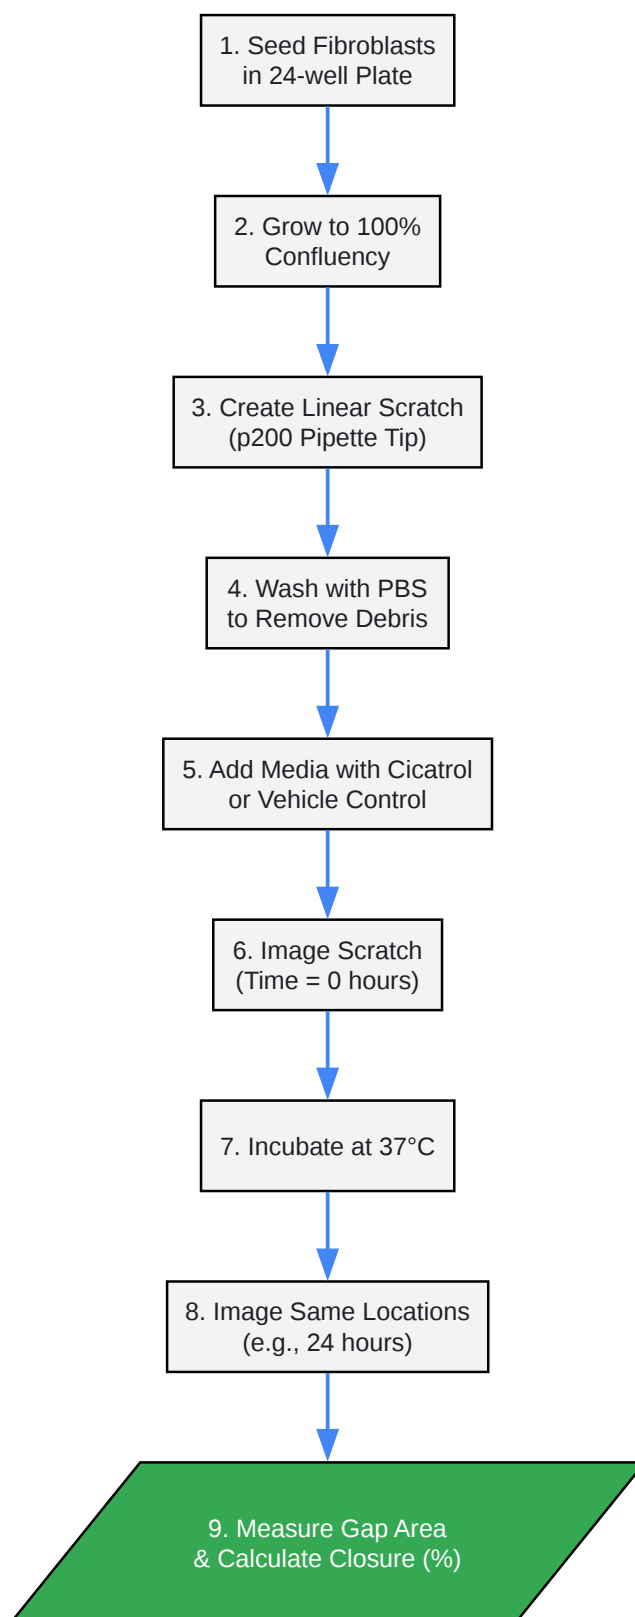 1. Seed Fibroblasts
in 24-well Plate
2. Grow to 100%
Confluency
3. Create Linear Scratch
(p200 Pipette Tip)
4. Wash with PBS
to Remove Debris
5. Add Media with Cicatrol
or Vehicle Control
6. Image Scratch
(Time = 0 hours)
7. Incubate at 37°C
8. Image Same Locations
(e.g., 24 hours)
9. Measure Gap Area
& Calculate Closure (%)